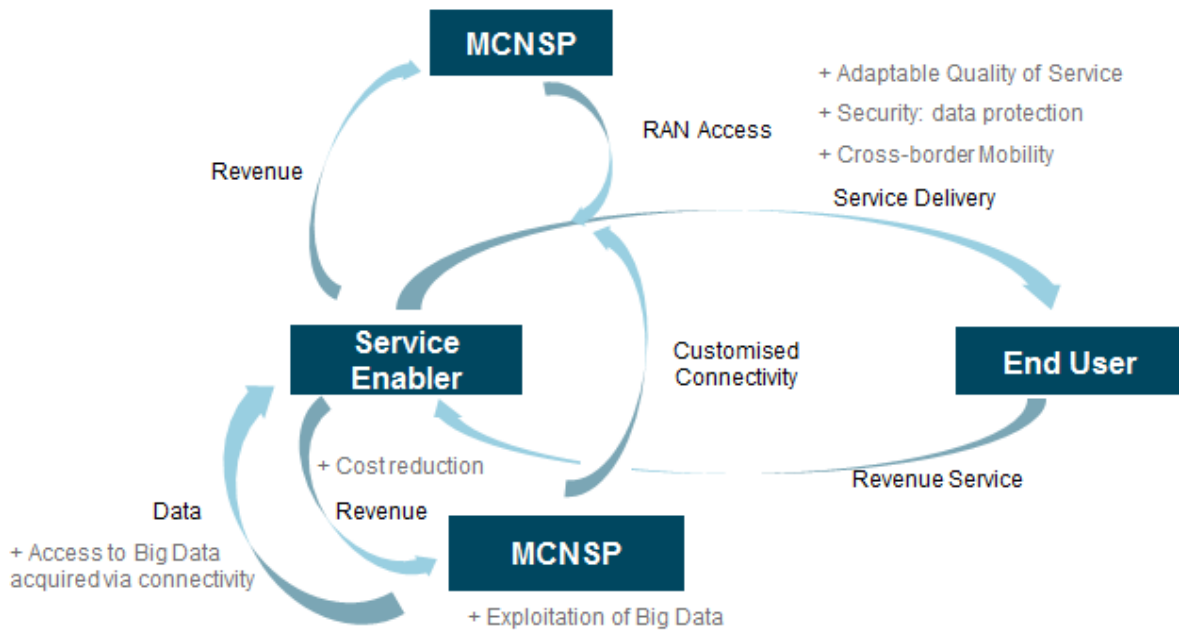 MCNSP
+ Adaptable Quality of Service
+ Security: data protection
+ Cross-border Mobility
RAN Access
Revenue
Service Delivery
Service
Enabler
Customised
Connectivity
End User
+ Cost reduction
Revenue Service
Data
Revenue
+ Access to Big Data
acquired via connectivity
MCNSP
+ Exploitation of Big Data